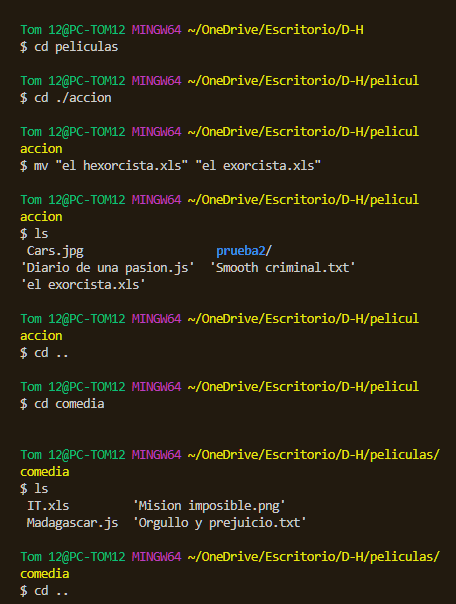 Tom 12@PC-TOM12 MINGW64 ~/OneDrive/Escritorio/D-H
$ cd peliculas
Tom 12@PC-TOM12 MINGW64 ~/OneDrive/Escritorio/D-H/pelicul
$ cd ./accion
Tom 12@PC-TOM12 MINGW64 ~/OneDrive/Escritorio/D-H/pelicul
accion
$ mv "el hexorcista.xls" "el exorcista.xls"
Tom 12@PC-TOM12 MINGW64 ~/OneDrive/Escritorio/D-H/pelicul
accion
$ ls
Cars.jpg prueba2/
'Diario de una pasion.js' 'Smooth criminal.txt'
'el exorcista.xls'
Tom 12@PC-TOM12 MINGW64 ~/OneDrive/Escritorio/D-H/pelicul
accion
$ cd ..
Tom 12@PC-TOM12 MINGW64 ~/OneDrive/Escritorio/D-H/pelicul
$ cd comedia
Tom 12@PC-TOM12 MINGW64 ~/OneDrive/Escritorio/D-H/peliculas/
comedia
$ ls
IT.xls 'Mision imposible.png'
Madagascar.js 'Orgullo y prejuicio.txt'
Tom 12@PC-TOM12 MINGW64 ~/OneDrive/Escritorio/D-H/peliculas/
comedia
$ cd ..